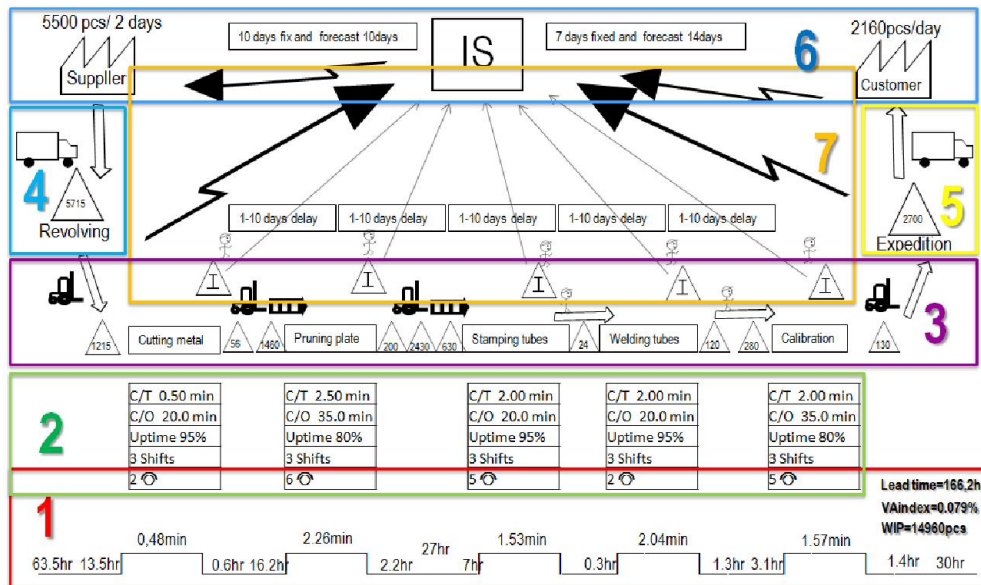 5500 pcs/ 2 days
10 days fix and forecast 10days
IS
7 days fixed and forecast 14days
6
2160pcs/day
Suppller
Customer
4
5715
Revolving
7
5
2700
Expedition
1-10 days delay
1-10 days delay
1-10 days delay
1-10 days delay
1-10 days delay
I
I
I
I
I
3
1215
Cutting metal
56
1460
Pruning plate
200
2430
630
Stamping tubes
24
Welding tubes
120
280
Calibration
130
2
C/T 0.50 min
C/O 20.0 min
Uptime 95%
3 Shifts
2
C/T 2.50 min
C/O 35.0 min
Uptime 80%
3 Shifts
6
C/T 2.00 min
C/O 20.0 min
Uptime 95%
3 Shifts
5
C/T 2.00 min
C/O 20.0 min
Uptime 95%
3 Shifts
2
C/T 2.00 min
C/O 35.0 min
Uptime 80%
3 Shifts
5
1
Lead time=166,2h
VAindex=0.079%
WIP=14960pcs
63.5hr 13.5hr
0,48min
0.6hr 16.2hr
2.26min
2.2hr
27hr
7hr
1.53min
0.3hr
2.04min
1.3hr 3.1hr
1.57min
1.4hr 30hr